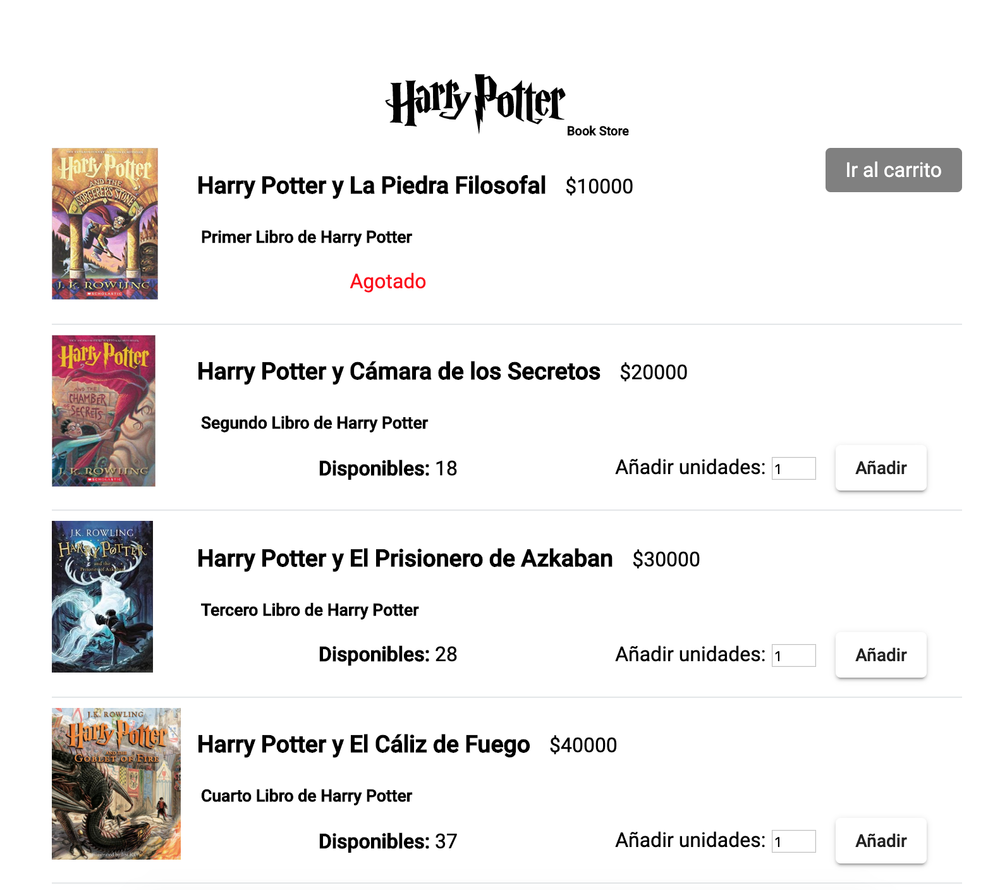 Harry Potter
Book Store
Ir al carrito
Harry Potter
AND THE
SORCERER'S STONE
J. K. ROWLING
SCHOLASTIC
Harry Potter y La Piedra Filosofal $10000
Primer Libro de Harry Potter
Agotado
Harry Potter
AND THE
CHAMBER
OF SECRETS
J. K. ROWLING
SCHOLASTIC
Harry Potter y Cámara de los Secretos $20000
Segundo Libro de Harry Potter
Disponibles: 18 Añadir unidades: 1 Añadir
J.K. ROWLING
HARRY POTTER
and the
Prisoner of Azkaban
Harry Potter y El Prisionero de Azkaban $30000
Tercero Libro de Harry Potter
Disponibles: 28 Añadir unidades: 1 Añadir
J.K. ROWLING
Harry Potter
AND THE
GOBLET OF FIRE
Illustrated by JIM KAY
Harry Potter y El Cáliz de Fuego $40000
Cuarto Libro de Harry Potter
Disponibles: 37 Añadir unidades: 1 Añadir